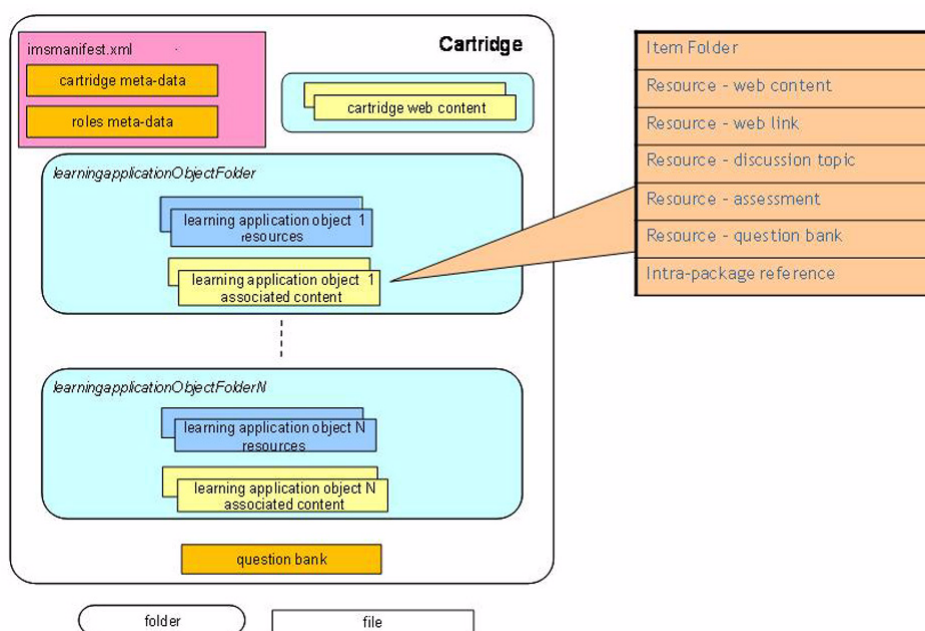 imsmanifest.xml
Cartridge
cartridge meta-data
roles meta-data
cartridge web content
learningapplicationObjectFolder
learning application object 1
resources
learning application object 1
associated content
learningapplicationObjectFolderN
learning application object N
resources
learning application object N
associated content
question bank
folder
file
Item Folder
Resource - web content
Resource - web link
Resource - discussion topic
Resource - assessment
Resource - question bank
Intra-package reference